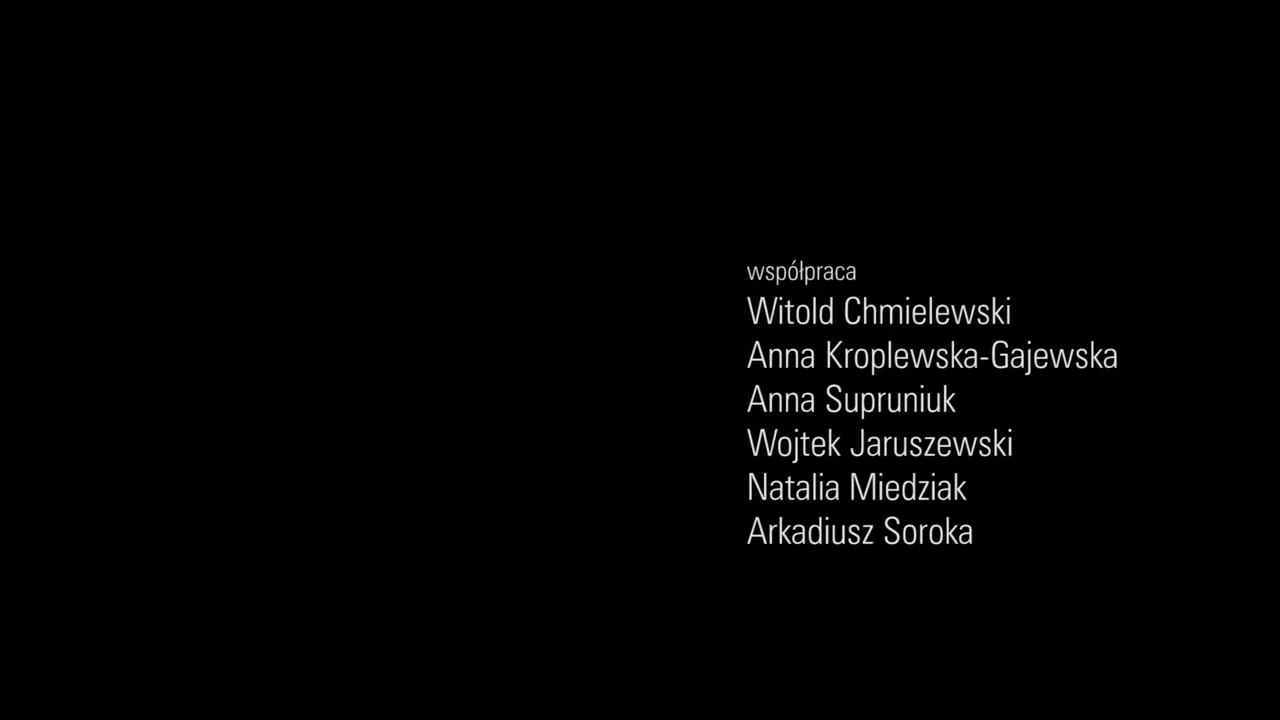 współpraca
Witold Chmielewski
Anna Kroplewska-Gajewska
Anna Supruniuk
Wojtek Jaruszewski
Natalia Miedziak
Arkadiusz Soroka